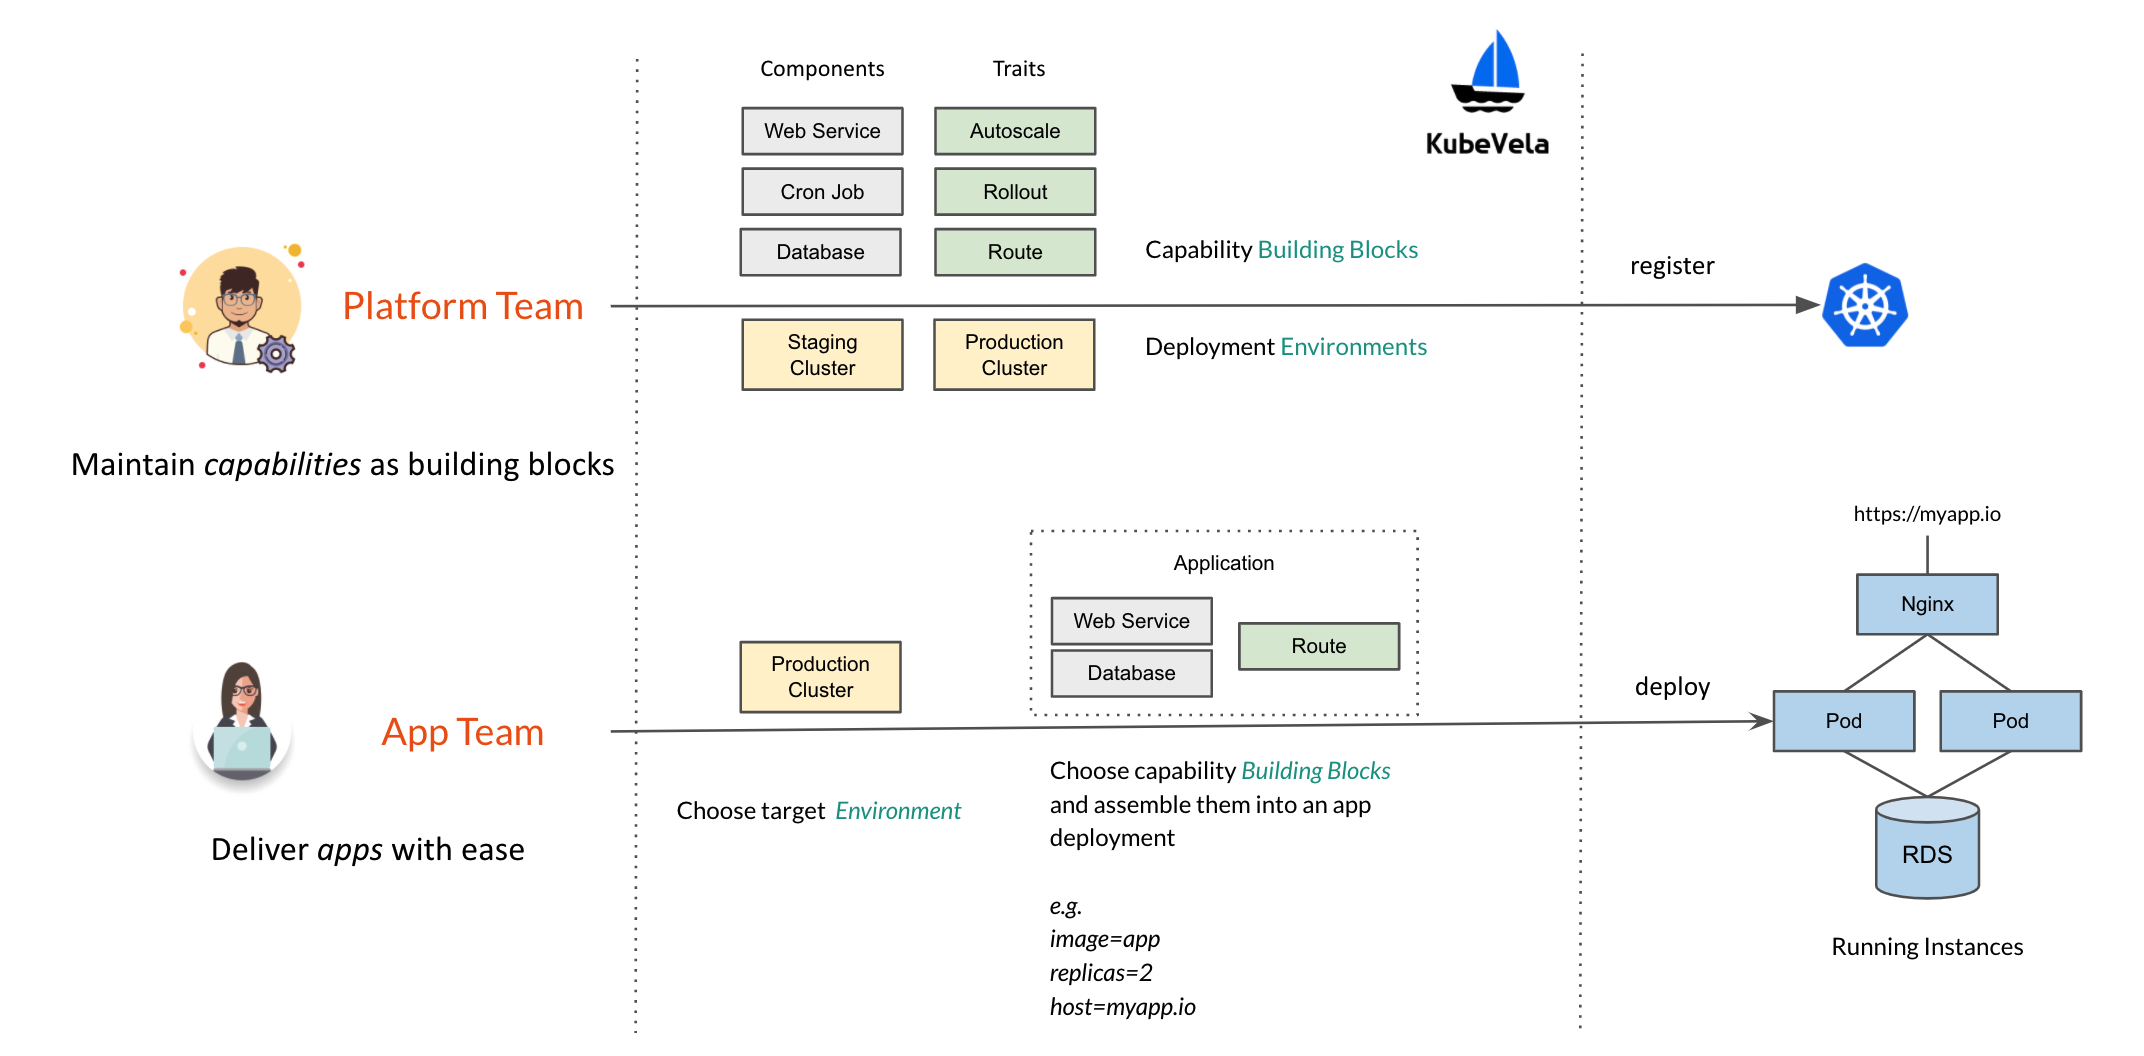 Components
Traits
KubeVela
Web Service
Autoscale
Cron Job
Rollout
Database
Route
Capability Building Blocks
register
Platform Team
Staging
Cluster
Production
Cluster
Deployment Environments
Maintain capabilities as building blocks
https://myapp.io
Application
Nginx
Web Service
Route
Database
Production
Cluster
deploy
App Team
Pod
Pod
Choose target Environment
Choose capability Building Blocks
and assemble them into an app
deployment
Deliver apps with ease
RDS
e.g.
image=app
replicas=2
host=myapp.io
Running Instances